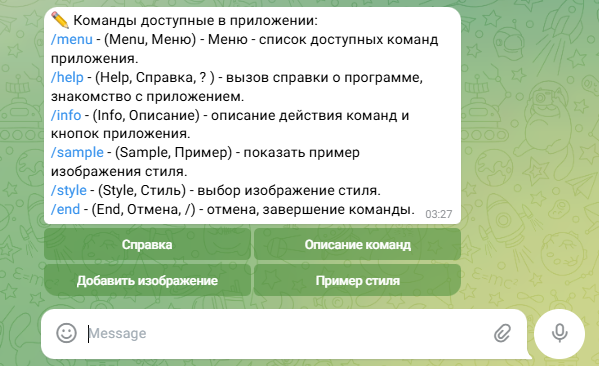 ✏️ Команды доступные в приложении:
/menu - (Menu, Меню) - Меню - список доступных команд
приложения.
/help - (Help, Справка, ? ) - вызов справки о программе,
знакомство с приложением.
/info - (Info, Описание) - описание действия команд и
кнопок приложения.
/sample - (Sample, Пример) - показать пример
изображения стиля.
/style - (Style, Стиль) - выбор изображение стиля.
/end - (End, Отмена, /) - отмена, завершение команды. 03:27
Справка Описание команд
Добавить изображение Пример стиля
Message